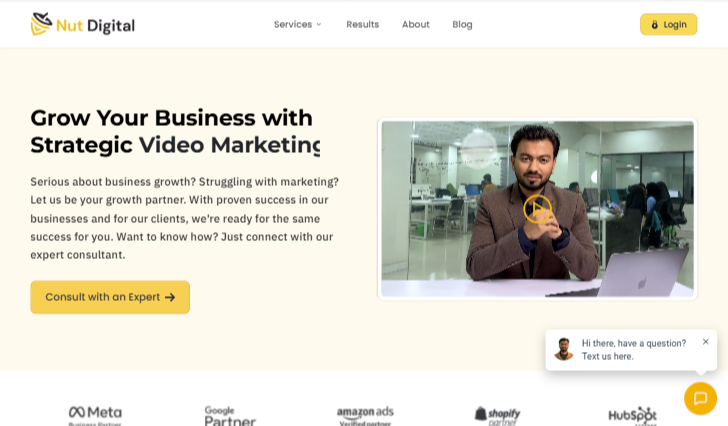 Nut Digital
Services
Results
About
Blog
Login
Grow Your Business with
Strategic Video Marketing
Serious about business growth? Struggling with marketing?
Let us be your growth partner. With proven success in our
businesses and for our clients, we're ready for the same
success for you. Want to know how? Just connect with our
expert consultant.
Consult with an Expert
Hi there, have a question?
Text us here.
Meta
Business Partner
Google
Partner
amazon ads
Verified partner
shopify
partner
HubSpot